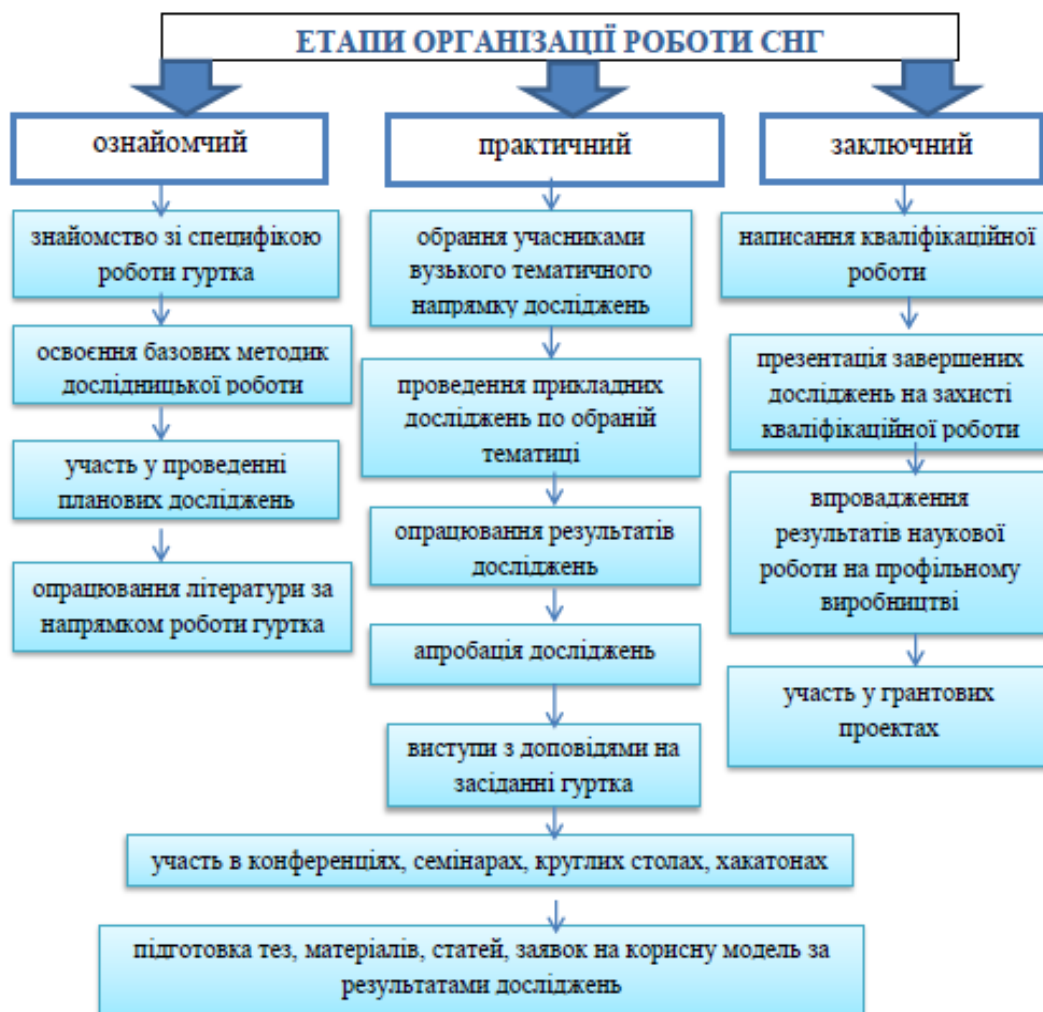 ЕТАПИ ОРГАНІЗАЦІЇ РОБОТИ СНГ
ознайомчий
знайомство зі специфікою
роботи гуртка
освоєння базових методик
дослідницької роботи
участь у проведенні
планових досліджень
опрацювання літератури за
напрямком роботи гуртка
практичний
обрання учасниками
вузького тематичного
напрямку досліджень
проведення прикладних
досліджень по обраній
тематиці
опрацювання результатів
досліджень
апробація досліджень
виступи з доповідями на
засіданні гуртка
участь в конференціях, семінарах, круглих столах, хакатонах
підготовка тез, матеріалів, статей, заявок на корисну модель за
результатами досліджень
заключний
написання кваліфікаційної
роботи
презентація завершених
досліджень на захисті
кваліфікаційної роботи
впровадження
результатів наукової
роботи на профільному
виробництві
участь у грантових
проектах